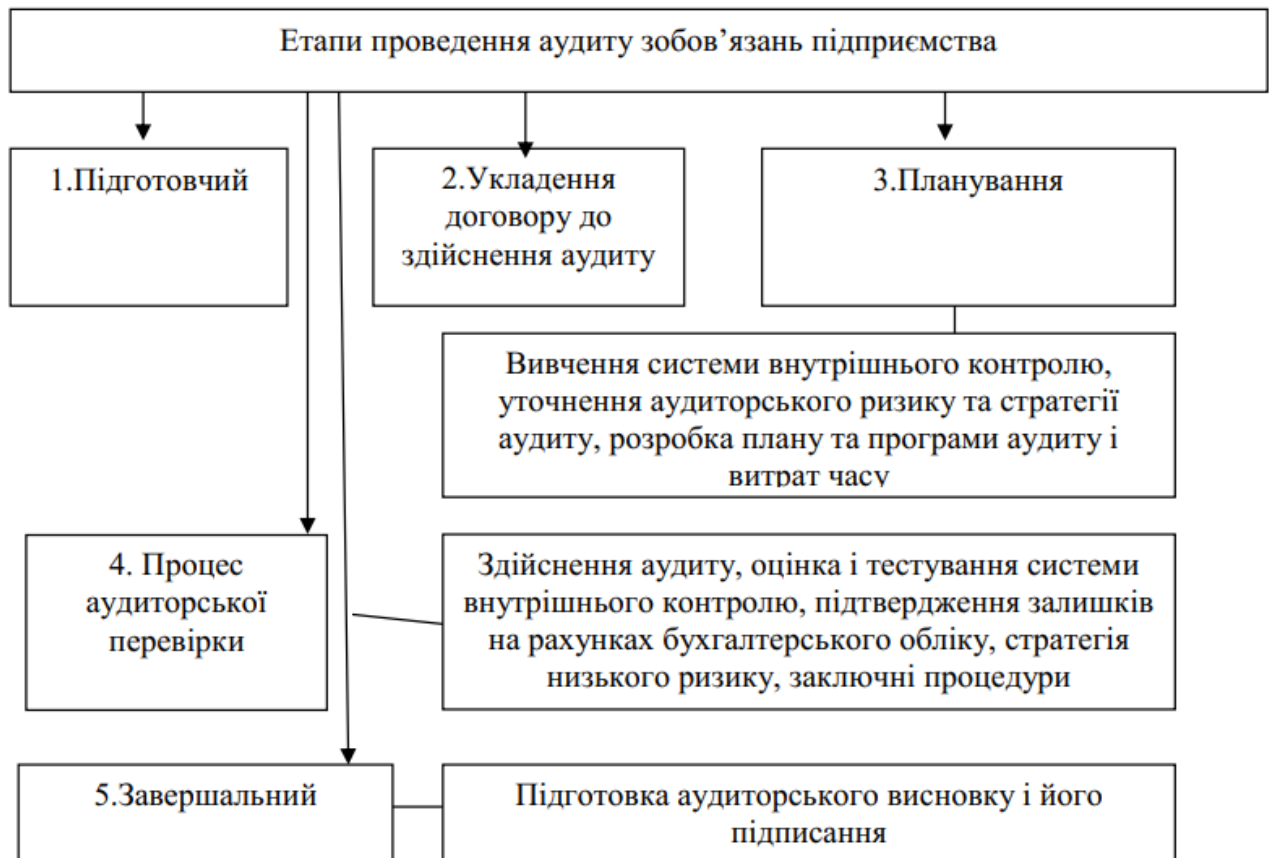 Етапи проведення аудиту зобов’язань підприємства
1.Підготовчий
2.Укладення
договору до
здійснення аудиту
3.Планування
Вивчення системи внутрішнього контролю,
уточнення аудиторського ризику та стратегії
аудиту, розробка плану та програми аудиту і
витрат часу
4. Процес
аудиторської
перевірки
Здійснення аудиту, оцінка і тестування системи
внутрішнього контролю, підтвердження залишків
на рахунках бухгалтерського обліку, стратегія
низького ризику, заключні процедури
5.Завершальний
Підготовка аудиторського висновку і його
підписання